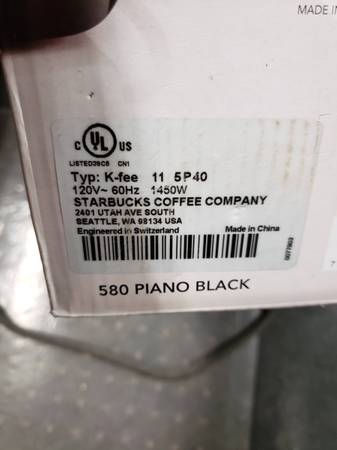 MADE IN
C UL US
LISTED39C6 CN1
Typ: K-fee 11 5P40
120V~ 60Hz 1450W
STARBUCKS COFFEE COMPANY
2401 UTAH AVE SOUTH
SEATTLE, WA 98134 USA
Engineered in Switzerland Made in China
0077803
580 PIANO BLACK